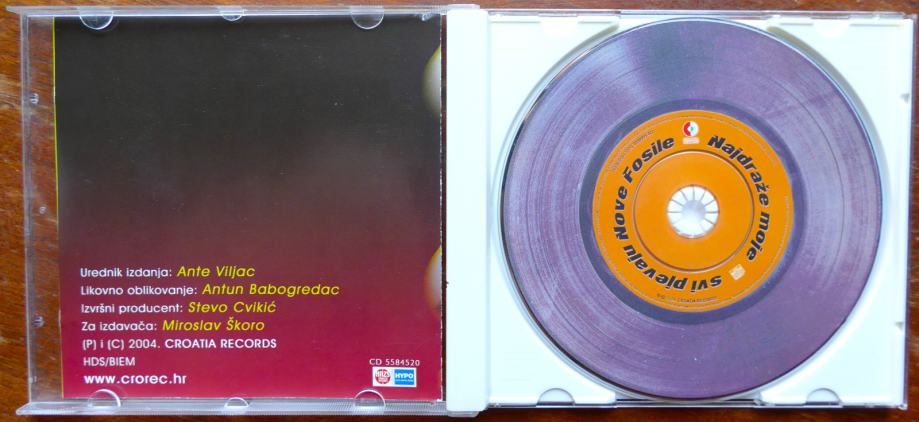 Urednik izdanja: Ante Viljac
Likovno oblikovanje: Antun Babogredac
Izvršni producent: Stevo Cvikić
Za izdavača: Miroslav Škoro
(P) i (C) 2004. CROATIA RECORDS
HDS/BIEM
www.crorec.hr
CD 5584520
HYPO
Najdraže moje
svi pjevaju Nove Fosile